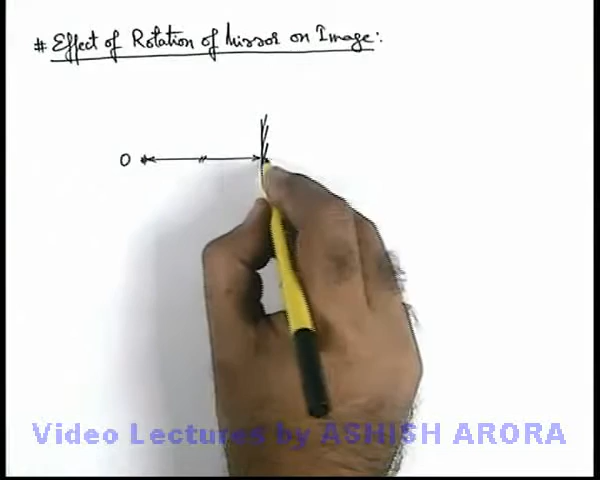 # Effect of Rotation of Mirror on Image:
O
Video Lectures by ASHISH ARORA